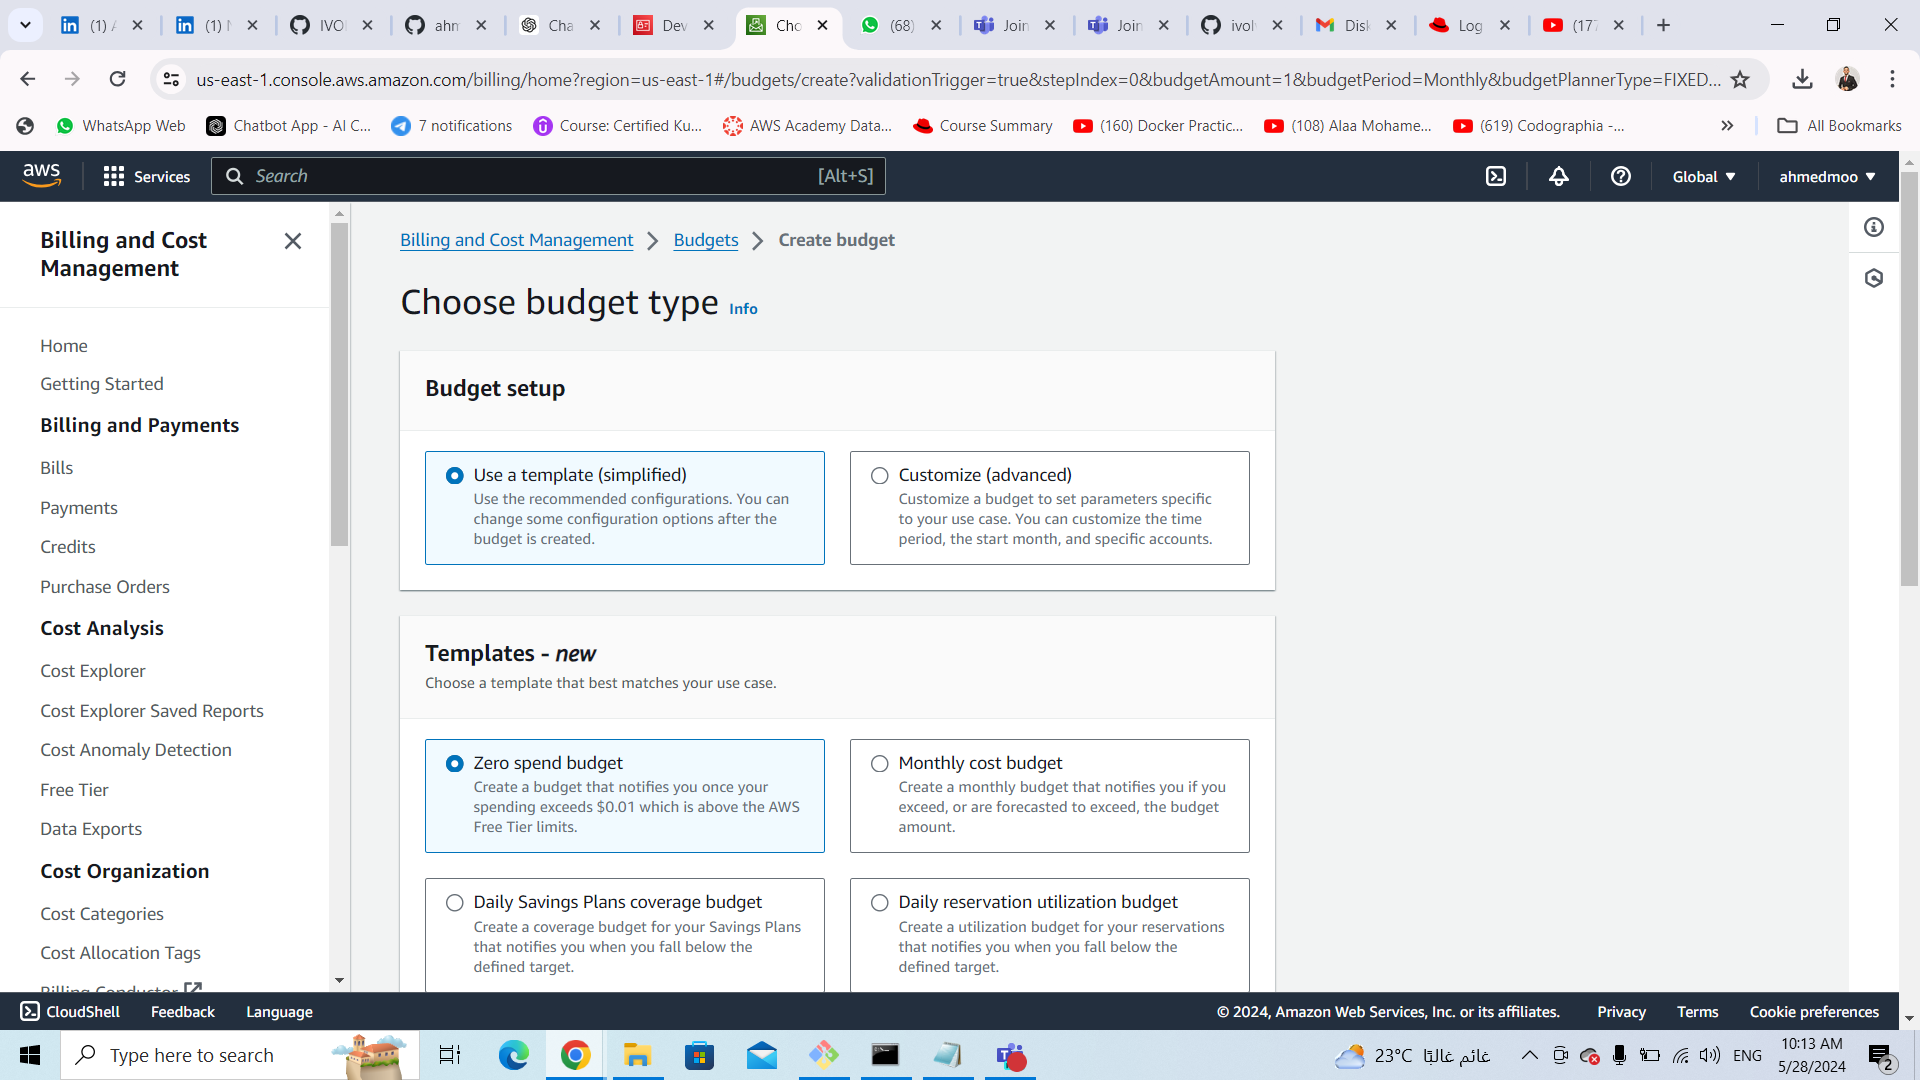 (1) A
(1) N
IVO
ahm
Cha
Dev
Cho
(68)
Join
Join
ivol
Disk
Log
(177
us-east-1.console.aws.amazon.com/billing/home?region=us-east-1#/budgets/create?validationTrigger=true&stepIndex=0&budgetAmount=1&budgetPeriod=Monthly&budgetPlannerType=FIXED...
WhatsApp Web
Chatbot App - AI C...
7 notifications
Course: Certified Ku...
AWS Academy Data...
Course Summary
(160) Docker Practic...
(108) Alaa Mohame...
(619) Codographia -...
All Bookmarks
aws
Services
Search
[Alt+S]
Global
ahmedmoo
Billing and Cost
Management
Home
Getting Started
Billing and Payments
Bills
Payments
Credits
Purchase Orders
Cost Analysis
Cost Explorer
Cost Explorer Saved Reports
Cost Anomaly Detection
Free Tier
Data Exports
Cost Organization
Cost Categories
Cost Allocation Tags
Billing Conductor
Billing and Cost Management
Budgets
Create budget
Choose budget type Info
Budget setup
Use a template (simplified)
Use the recommended configurations. You can
change some configuration options after the
budget is created.
Customize (advanced)
Customize a budget to set parameters specific
to your use case. You can customize the time
period, the start month, and specific accounts.
Templates - new
Choose a template that best matches your use case.
Zero spend budget
Create a budget that notifies you once your
spending exceeds $0.01 which is above the AWS
Free Tier limits.
Monthly cost budget
Create a monthly budget that notifies you if you
exceed, or are forecasted to exceed, the budget
amount.
Daily Savings Plans coverage budget
Create a coverage budget for your Savings Plans
that notifies you when you fall below the
defined target.
Daily reservation utilization budget
Create a utilization budget for your reservations
that notifies you when you fall below the
defined target.
CloudShell
Feedback
Language
© 2024, Amazon Web Services, Inc. or its affiliates.
Privacy
Terms
Cookie preferences
Type here to search
23°C غائم غالبًا
ENG
10:13 AM
5/28/2024
2